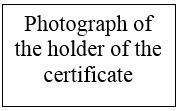 Photograph of
the holder of the
certificate